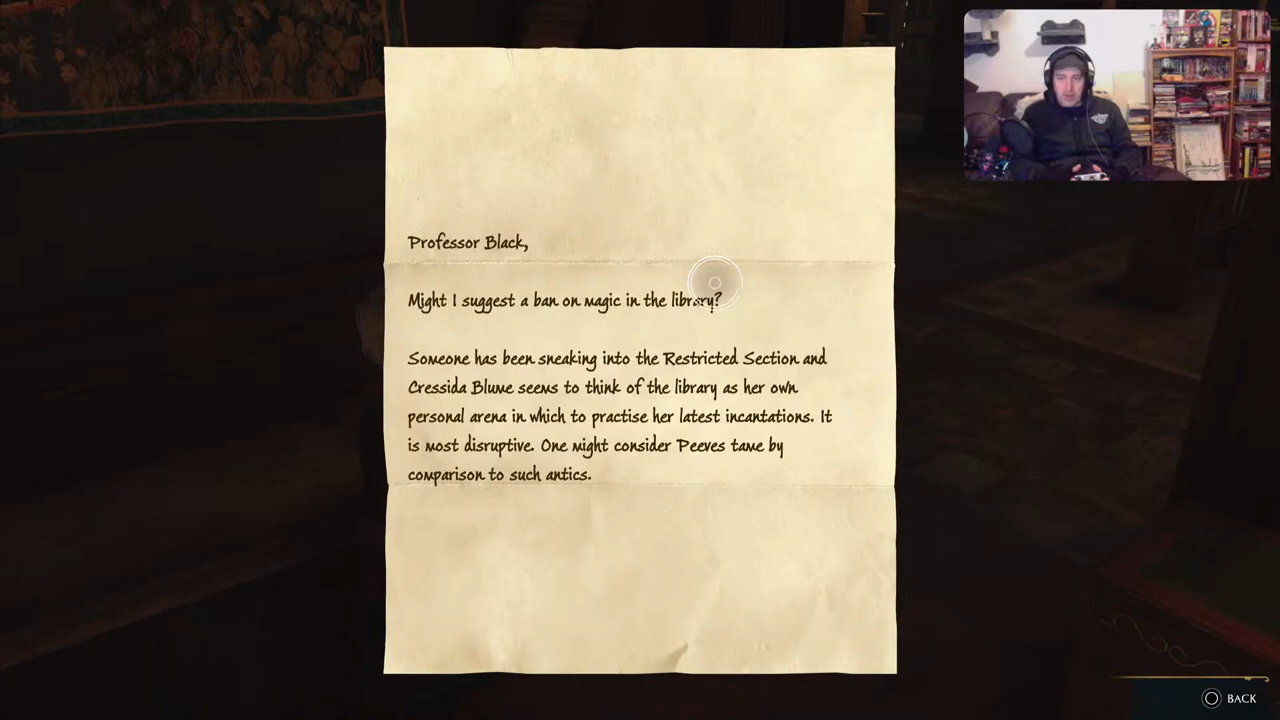 Professor Black,
Might I suggest a ban on magic in the library?
Someone has been sneaking into the Restricted Section and
Cressida Blume seems to think of the library as her own
personal arena in which to practise her latest incantations. It
is most disruptive. One might consider Peeves tame by
comparison to such antics.
BACK